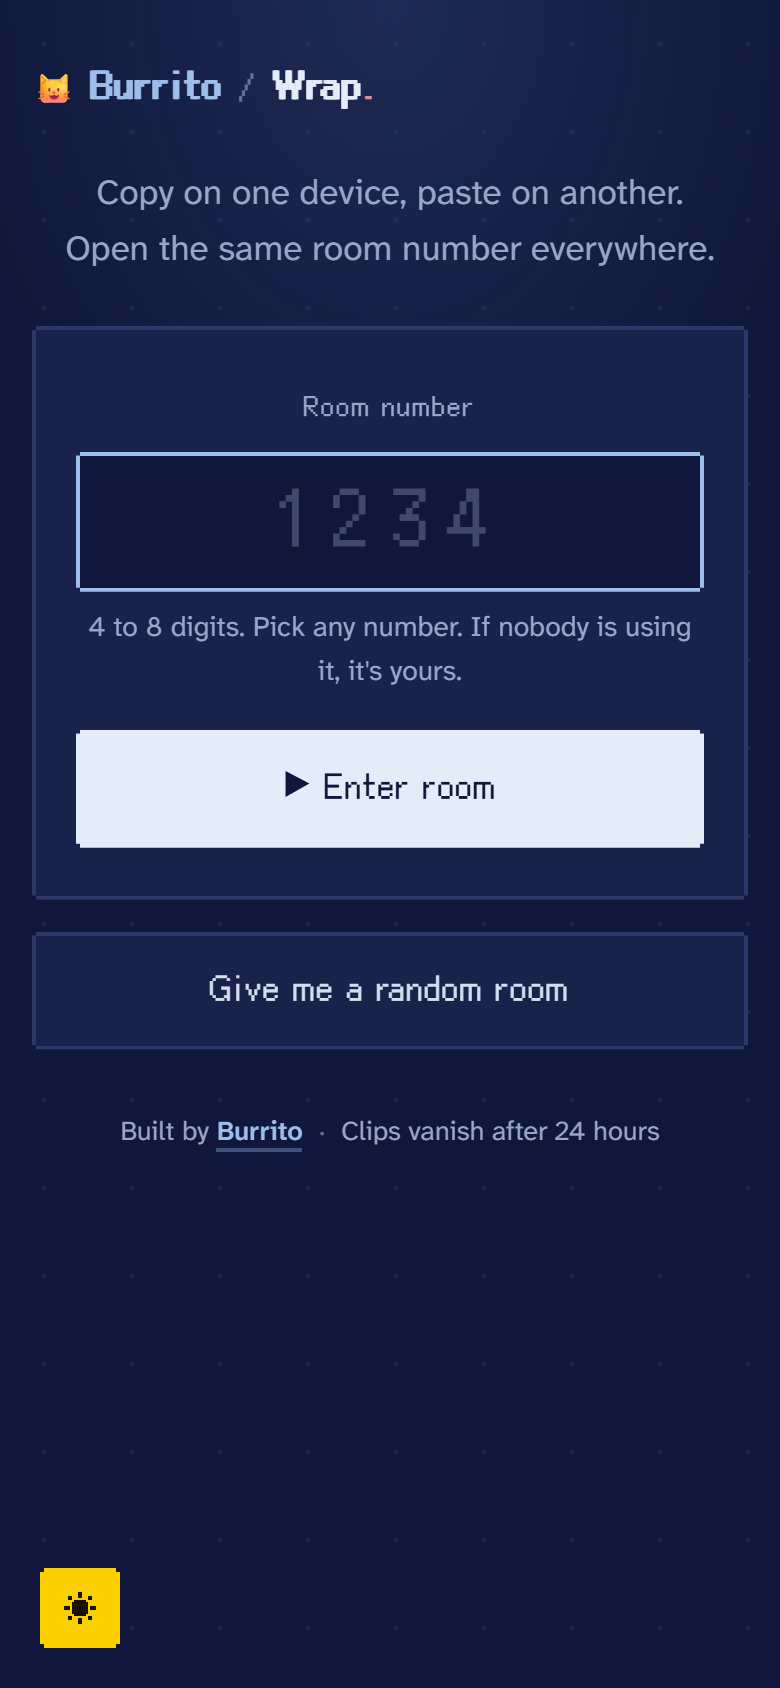 Burrito / Wrap.
Copy on one device, paste on another.
Open the same room number everywhere.
Room number
1234
4 to 8 digits. Pick any number. If nobody is using
it, it's yours.
▶ Enter room
Give me a random room
Built by Burrito · Clips vanish after 24 hours